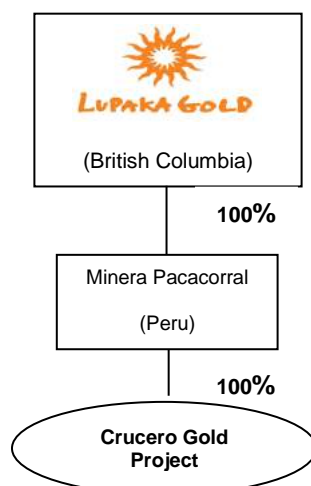 LUPAKA GOLD
(British Columbia)
100%
Minera Pacacorral
(Peru)
100%
Crucero Gold
Project